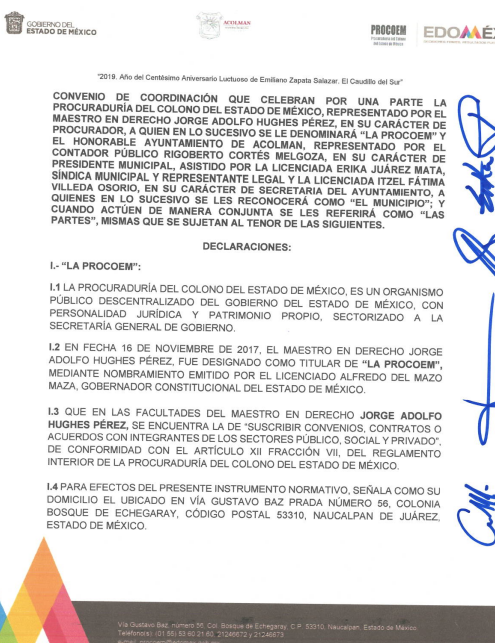 GOBIERNO DEL
ESTADO DE MÉXICO
ACOLMAN
PROCOEM
EDOMÉX
"2019. Año del Centésimo Aniversario Luctuoso de Emiliano Zapata Salazar. El Caudillo del Sur"
CONVENIO DE COORDINACIÓN QUE CELEBRAN POR UNA PARTE LA
PROCURADURÍA DEL COLONO DEL ESTADO DE MÉXICO, REPRESENTADO POR EL
MAESTRO EN DERECHO JORGE ADOLFO HUGHES PÉREZ, EN SU CARÁCTER DE
PROCURADOR, A QUIEN EN LO SUCESIVO SE LE DENOMINARÁ "LA PROCOEM" Y
EL HONORABLE AYUNTAMIENTO DE ACOLMAN, REPRESENTADO POR EL
CONTADOR PÚBLICO RIGOBERTO CORTÉS MELGOZA, EN SU CARÁCTER DE
PRESIDENTE MUNICIPAL, ASISTIDO POR LA LICENCIADA ERIKA JUÁREZ MATA,
SÍNDICA MUNICIPAL Y REPRESENTANTE LEGAL Y LA LICENCIADA ITZEL FÁTIMA
VILLEDA OSORIO, EN SU CARÁCTER DE SECRETARIA DEL AYUNTAMIENTO, A
QUIENES EN LO SUCESIVO SE LES RECONOCERÁ COMO "EL MUNICIPIO"; Y
CUANDO ACTÚEN DE MANERA CONJUNTA SE LES REFERIRÁ COMO "LAS
PARTES", MISMAS QUE SE SUJETAN AL TENOR DE LAS SIGUIENTES.
DECLARACIONES:
I.- "LA PROCOEM":
I.1 LA PROCURADURÍA DEL COLONO DEL ESTADO DE MÉXICO, ES UN ORGANISMO
PÚBLICO DESCENTRALIZADO DEL GOBIERNO DEL ESTADO DE MÉXICO, CON
PERSONALIDAD JURÍDICA Y PATRIMONIO PROPIO, SECTORIZADO A LA
SECRETARÍA GENERAL DE GOBIERNO.
I.2 EN FECHA 16 DE NOVIEMBRE DE 2017, EL MAESTRO EN DERECHO JORGE
ADOLFO HUGHES PÉREZ, FUE DESIGNADO COMO TITULAR DE "LA PROCOEM",
MEDIANTE NOMBRAMIENTO EMITIDO POR EL LICENCIADO ALFREDO DEL MAZO
MAZA, GOBERNADOR CONSTITUCIONAL DEL ESTADO DE MÉXICO.
I.3 QUE EN LAS FACULTADES DEL MAESTRO EN DERECHO JORGE ADOLFO
HUGHES PÉREZ, SE ENCUENTRA LA DE "SUSCRIBIR CONVENIOS, CONTRATOS O
ACUERDOS CON INTEGRANTES DE LOS SECTORES PÚBLICO, SOCIAL Y PRIVADO",
DE CONFORMIDAD CON EL ARTÍCULO XII FRACCIÓN VII, DEL REGLAMENTO
INTERIOR DE LA PROCURADURÍA DEL COLONO DEL ESTADO DE MÉXICO.
I.4 PARA EFECTOS DEL PRESENTE INSTRUMENTO NORMATIVO, SEÑALA COMO SU
DOMICILIO EL UBICADO EN VÍA GUSTAVO BAZ PRADA NÚMERO 56, COLONIA
BOSQUE DE ECHEGARAY, CÓDIGO POSTAL 53310, NAUCALPAN DE JUÁREZ,
ESTADO DE MÉXICO.
Vía Gustavo Baz, número 56, Col. Bosque de Echegaray, C.P. 53310, Naucalpan, Estado de México.
Teléfono(s): (01 55) 53 60 21 60, 21246672 y 21246673